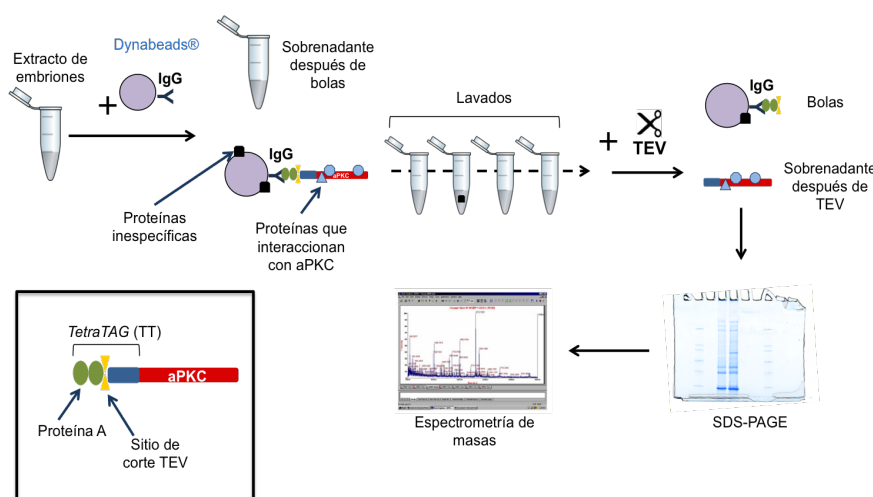 Extracto de
embriones
Dynabeads®
IgG
Sobrenadante
después de
bolas
IgG
aPKC
Proteínas
inespecíficas
Proteínas que
interaccionan
con aPKC
Lavados
+
TEV
IgG
Bolas
Sobrenadante
después de
TEV
TetraTAG (TT)
aPKC
Proteína A
Sitio de
corte TEV
Espectrometría de
masas
SDS-PAGE